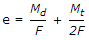 e = M_d/F + M_t/2F